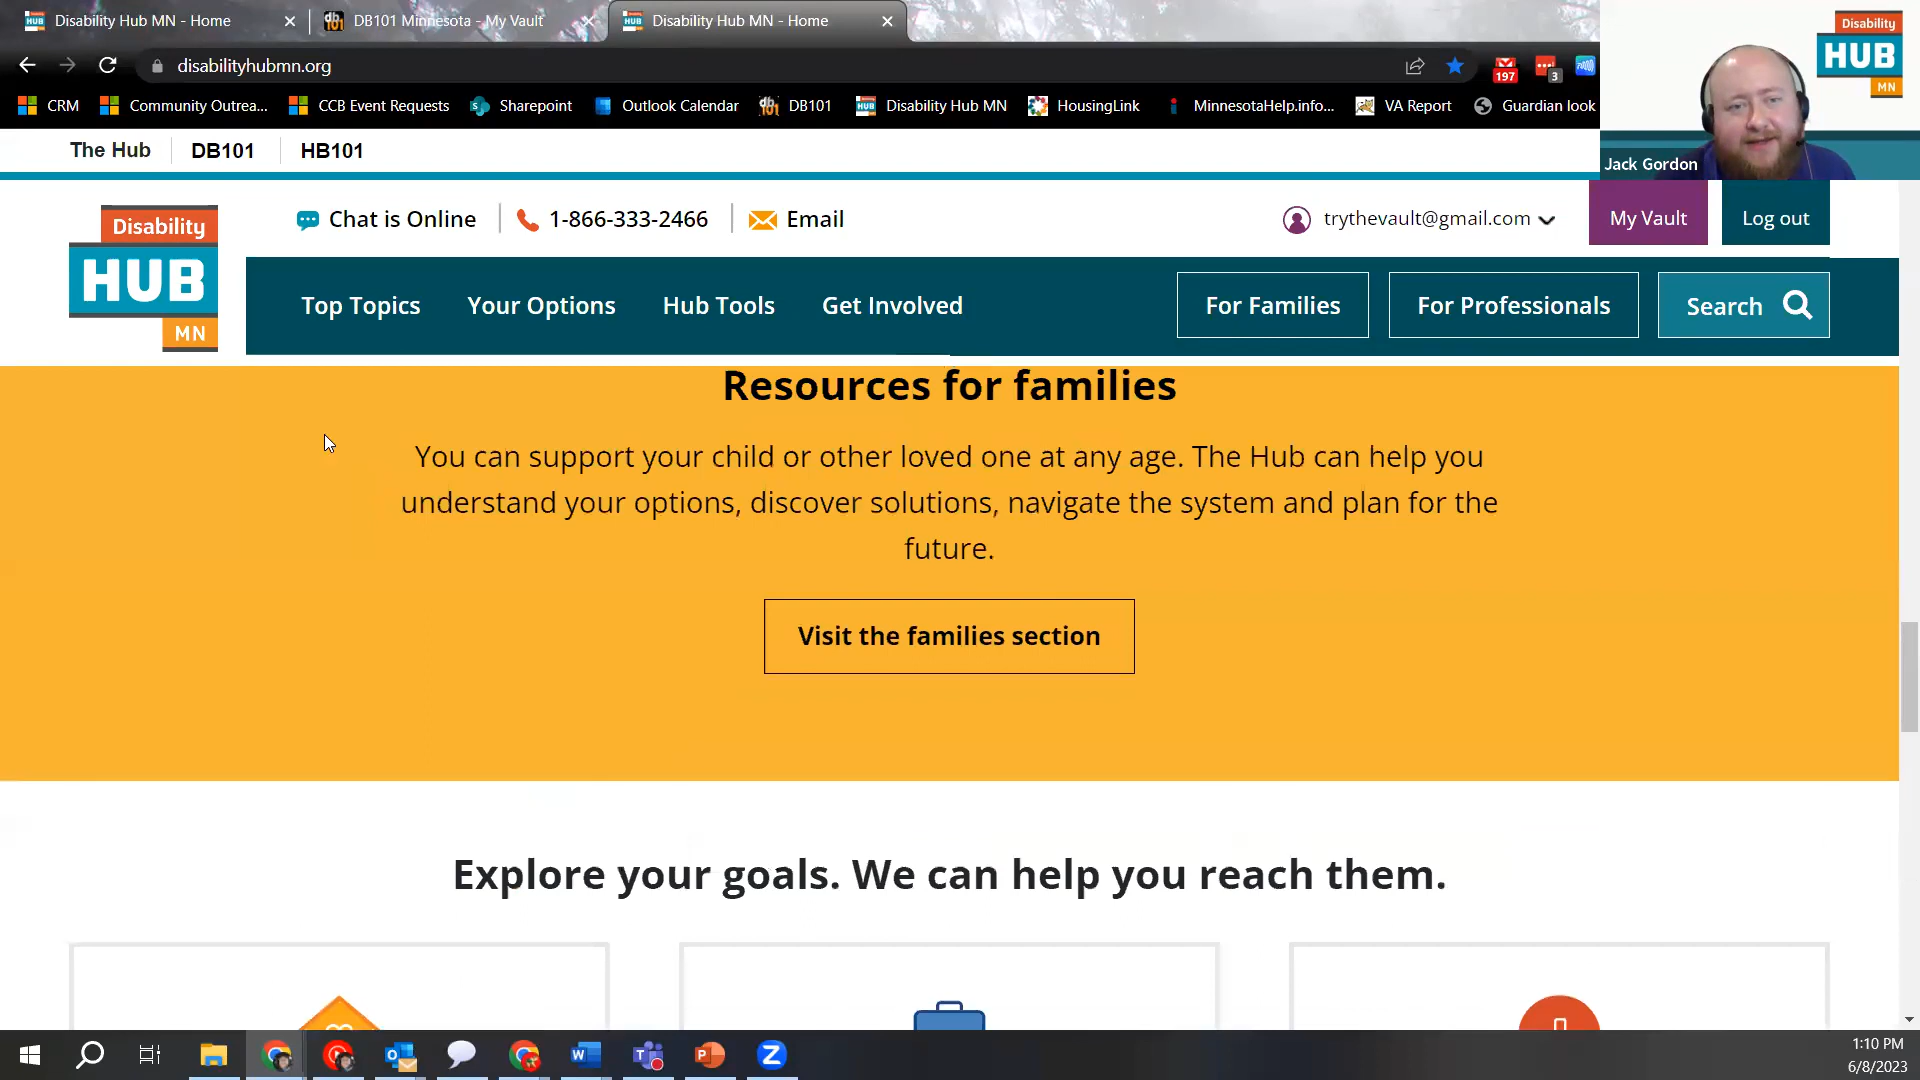 Disability Hub MN - Home
DB101 Minnesota - My Vault
Disability Hub MN - Home
disabilityhubmn.org
197
3
CRM
Community Outrea...
CCB Event Requests
Sharepoint
Outlook Calendar
DB101
Disability Hub MN
HousingLink
MinnesotaHelp.info...
VA Report
Guardian look
Disability
HUB
MN
Jack Gordon
The Hub
DB101
HB101
Disability
HUB
MN
Chat is Online
1-866-333-2466
Email
trythevault@gmail.com
My Vault
Log out
Top Topics
Your Options
Hub Tools
Get Involved
For Families
For Professionals
Search
Resources for families
You can support your child or other loved one at any age. The Hub can help you
understand your options, discover solutions, navigate the system and plan for the
future.
Visit the families section
Explore your goals. We can help you reach them.
1:10 PM
6/8/2023